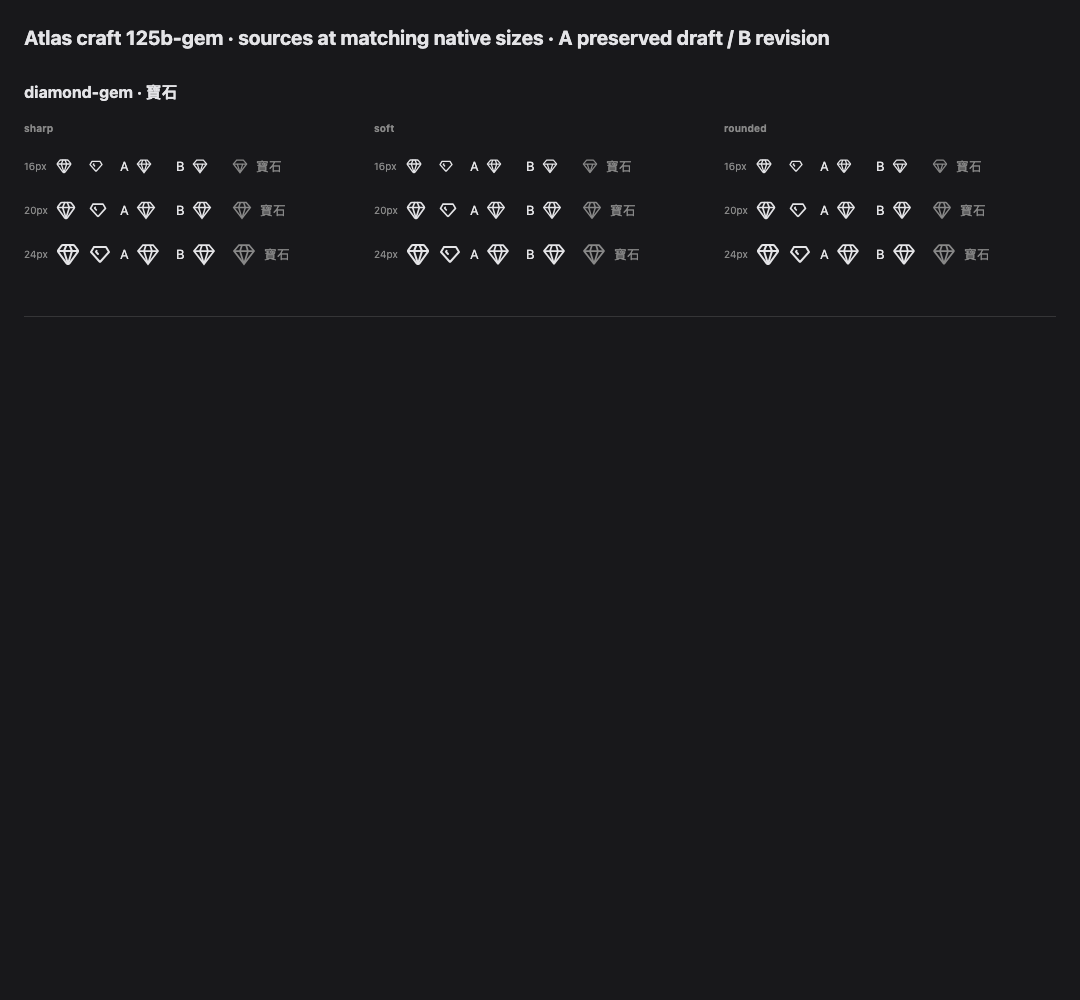 Atlas craft 125b-gem · sources at matching native sizes · A preserved draft / B revision
diamond-gem · 寶石
sharp soft rounded
16px A B 寶石 16px A B 寶石 16px A B 寶石
20px A B 寶石 20px A B 寶石 20px A B 寶石
24px A B 寶石 24px A B 寶石 24px A B 寶石